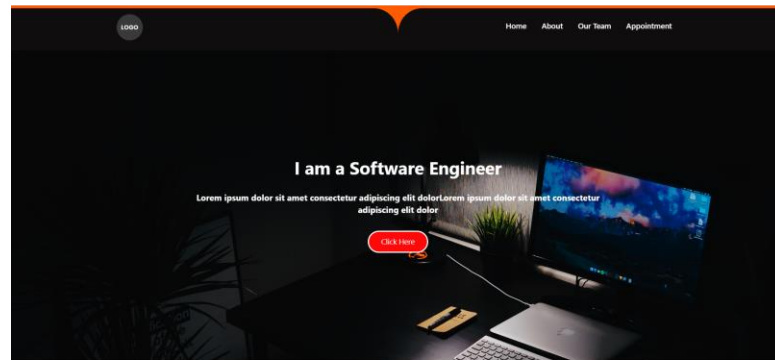 LOGO
Home About Our Team Appointment
I am a Software Engineer
Lorem ipsum dolor sit amet consectetur adipiscing elit dolorLorem ipsum dolor sit amet consectetur
adipiscing elit dolor
Click Here